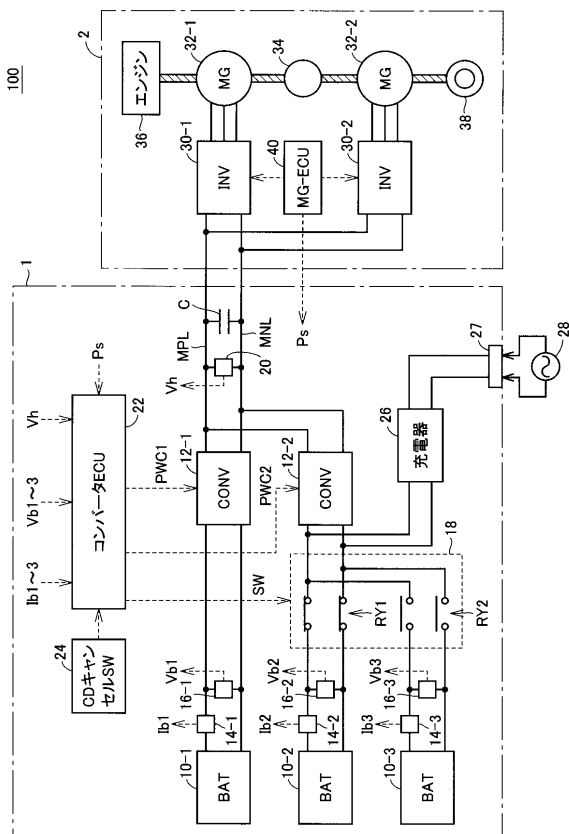 100
2
エンジン
36
32-1
MG
34
32-2
MG
38
30-1
INV
40
MG-ECU
30-2
INV
Ps
1
C
MPL
MNL
20
Vh
Ps
Vh
Vb1～3
Ib1～3
22
コンバータECU
24
CDキャン
セルSW
PWC1
12-1
CONV
PWC2
12-2
CONV
SW
26
充電器
27
28
18
RY1
RY2
Vb1
16-1
Ib1
14-1
10-1
BAT
Vb2
16-2
Ib2
14-2
10-2
BAT
Vb3
16-3
Ib3
14-3
10-3
BAT